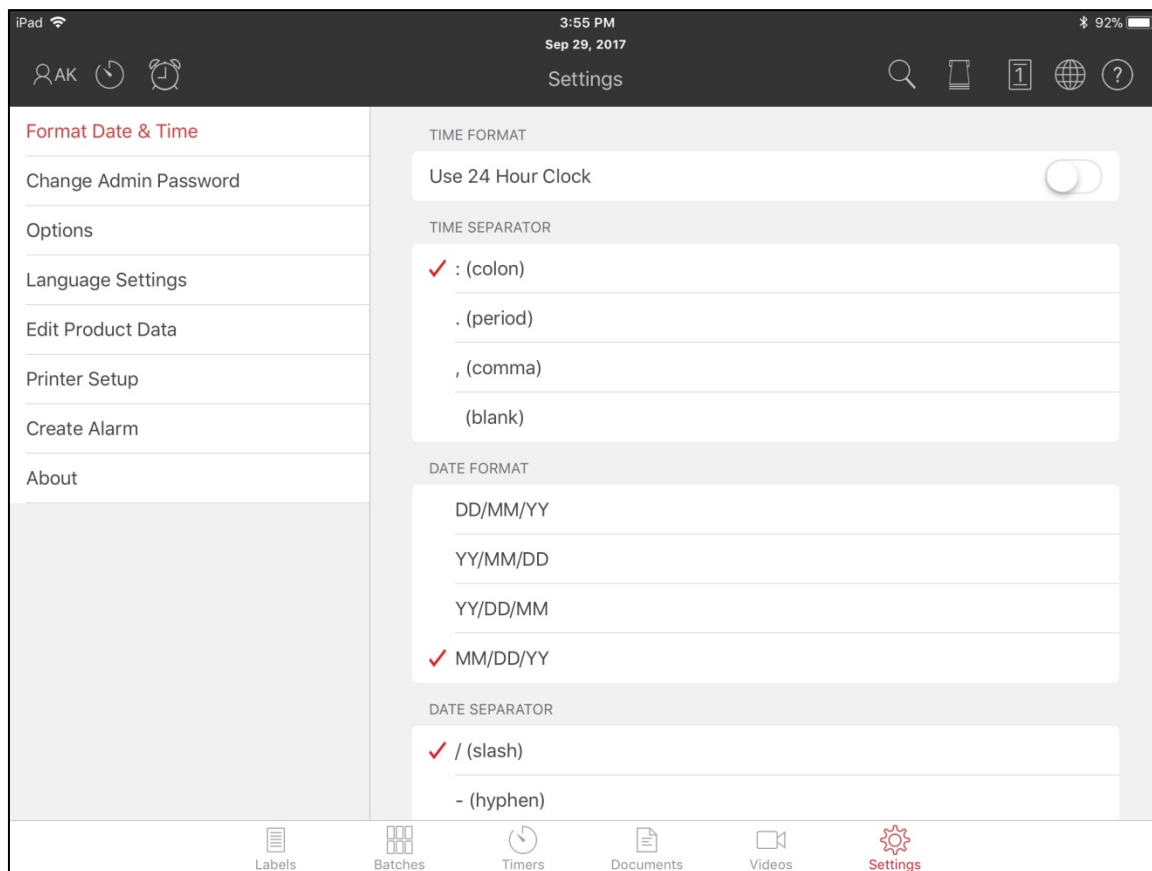 iPad 3:55 PM 92%
Sep 29, 2017
AK Settings 1 ?
Format Date & Time
Change Admin Password
Options
Language Settings
Edit Product Data
Printer Setup
Create Alarm
About
TIME FORMAT
Use 24 Hour Clock
TIME SEPARATOR
: (colon)
. (period)
, (comma)
(blank)
DATE FORMAT
DD/MM/YY
YY/MM/DD
YY/DD/MM
MM/DD/YY
DATE SEPARATOR
/ (slash)
- (hyphen)
Labels Batches Timers Documents Videos Settings